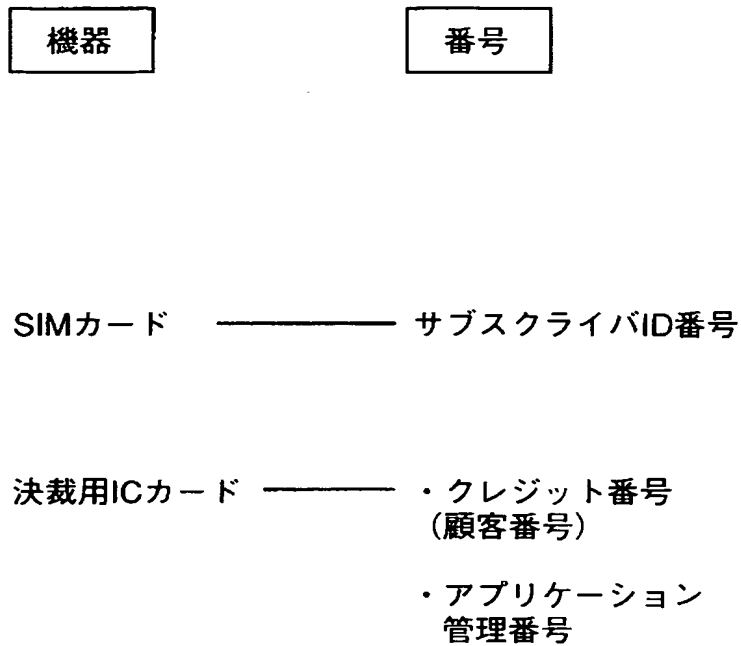 機器 番号
SIMカード サブスクライバID番号
決裁用ICカード ・クレジット番号
(顧客番号)
・アプリケーション
管理番号